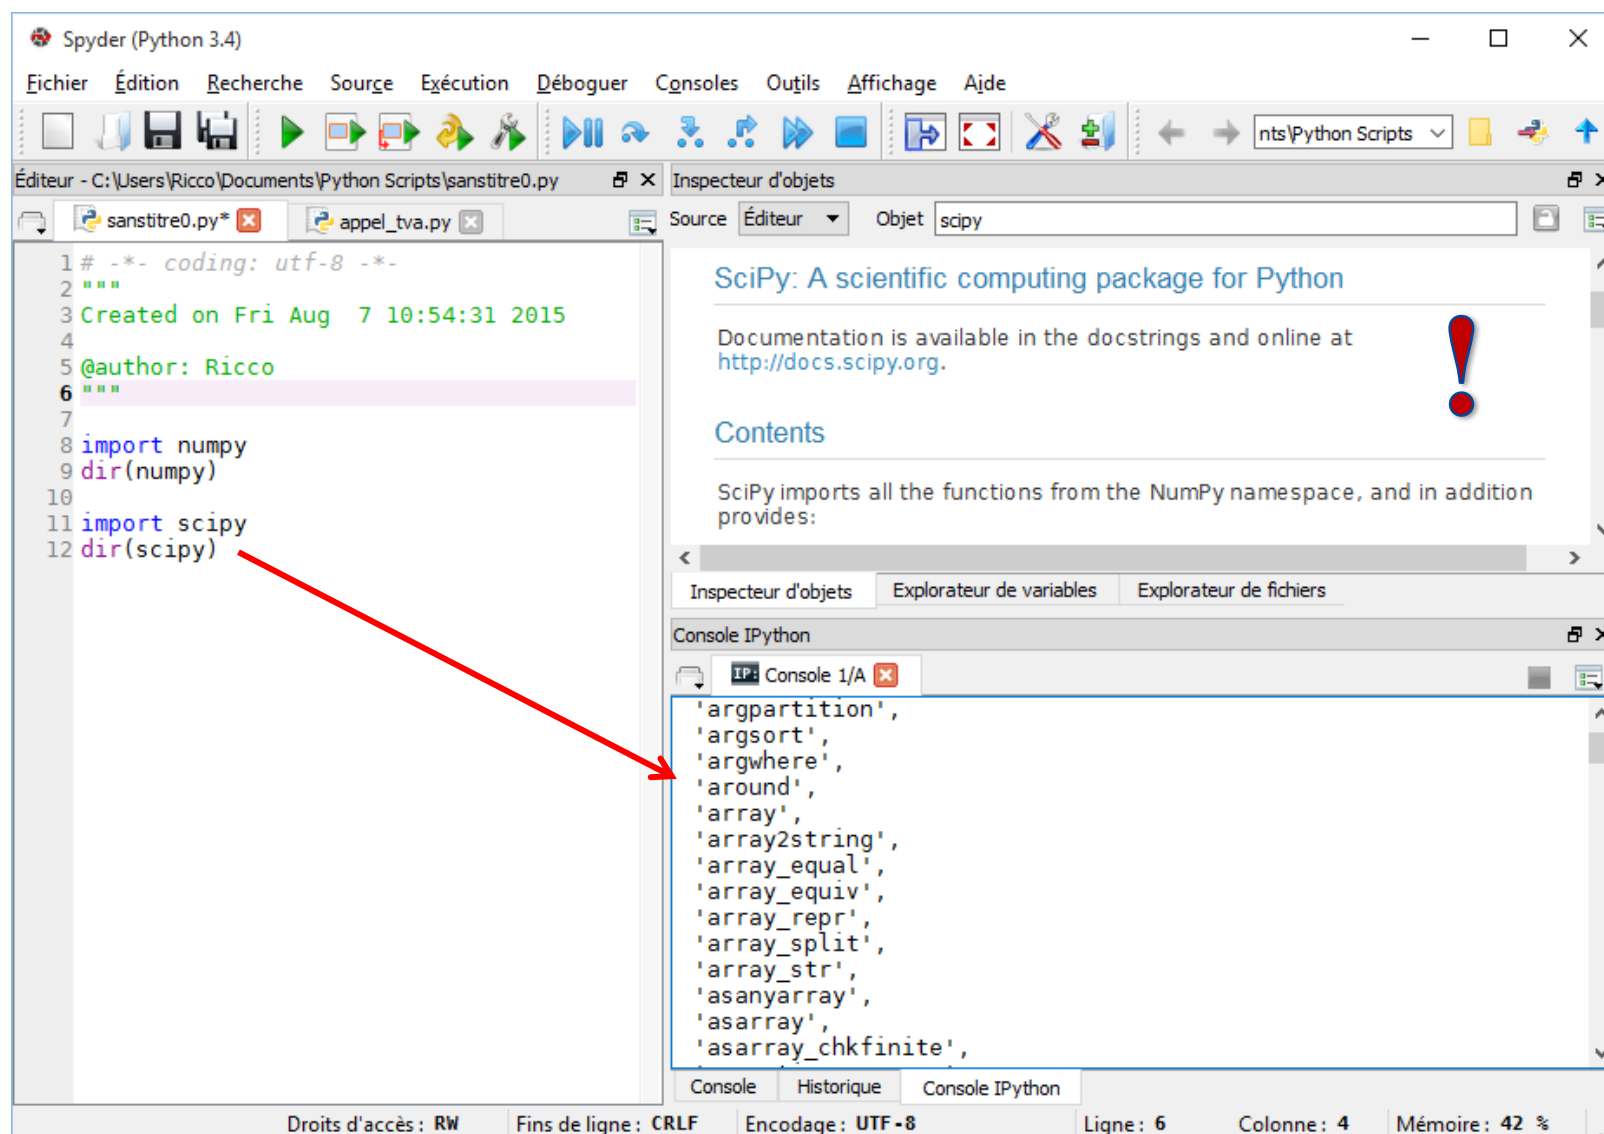 Spyder (Python 3.4)
Fichier Édition Recherche Source Exécution Déboguer Consoles Outils Affichage Aide
nts\Python Scripts
Éditeur - C:\Users\Ricco\Documents\Python Scripts\sanstitre0.py
sanstitre0.py* appel_tva.py
1 # -*- coding: utf-8 -*-
2 """
3 Created on Fri Aug  7 10:54:31 2015
4
5 @author: Ricco
6 """
7
8 import numpy
9 dir(numpy)
10
11 import scipy
12 dir(scipy)
Inspecteur d'objets
Source Éditeur Objet scipy
SciPy: A scientific computing package for Python
Documentation is available in the docstrings and online at
http://docs.scipy.org.
!
Contents
SciPy imports all the functions from the NumPy namespace, and in addition
provides:
Inspecteur d'objets Explorateur de variables Explorateur de fichiers
Console IPython
IP: Console 1/A
'argpartition',
'argsort',
'argwhere',
'around',
'array',
'array2string',
'array_equal',
'array_equiv',
'array_repr',
'array_split',
'array_str',
'asanyarray',
'asarray',
'asarray_chkfinite',
Console Historique Console IPython
Droits d'accès : RW Fins de ligne : CRLF Encodage : UTF-8 Ligne : 6 Colonne : 4 Mémoire : 42 %